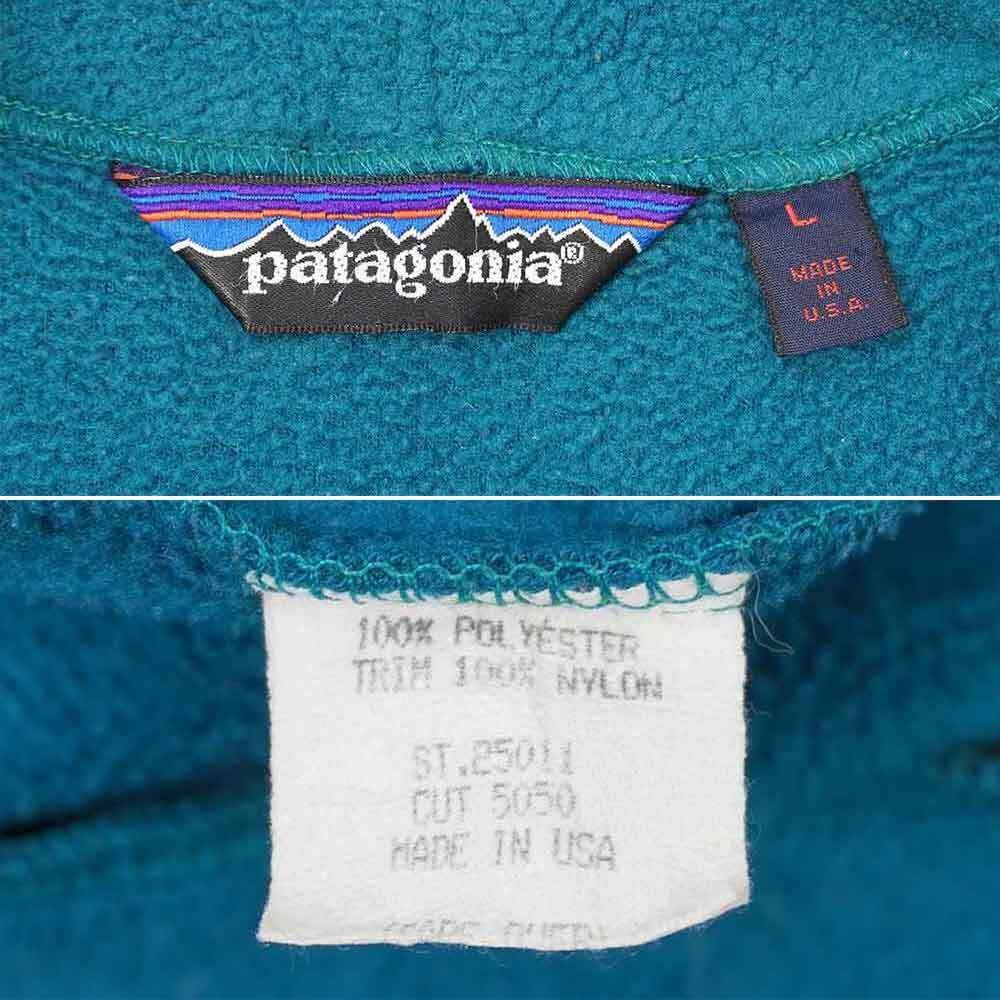 patagonia®
L
MADE
IN
U.S.A.
100% POLYESTER
TRIM 100% NYLON
ST.25011
CUT 5050
MADE IN USA